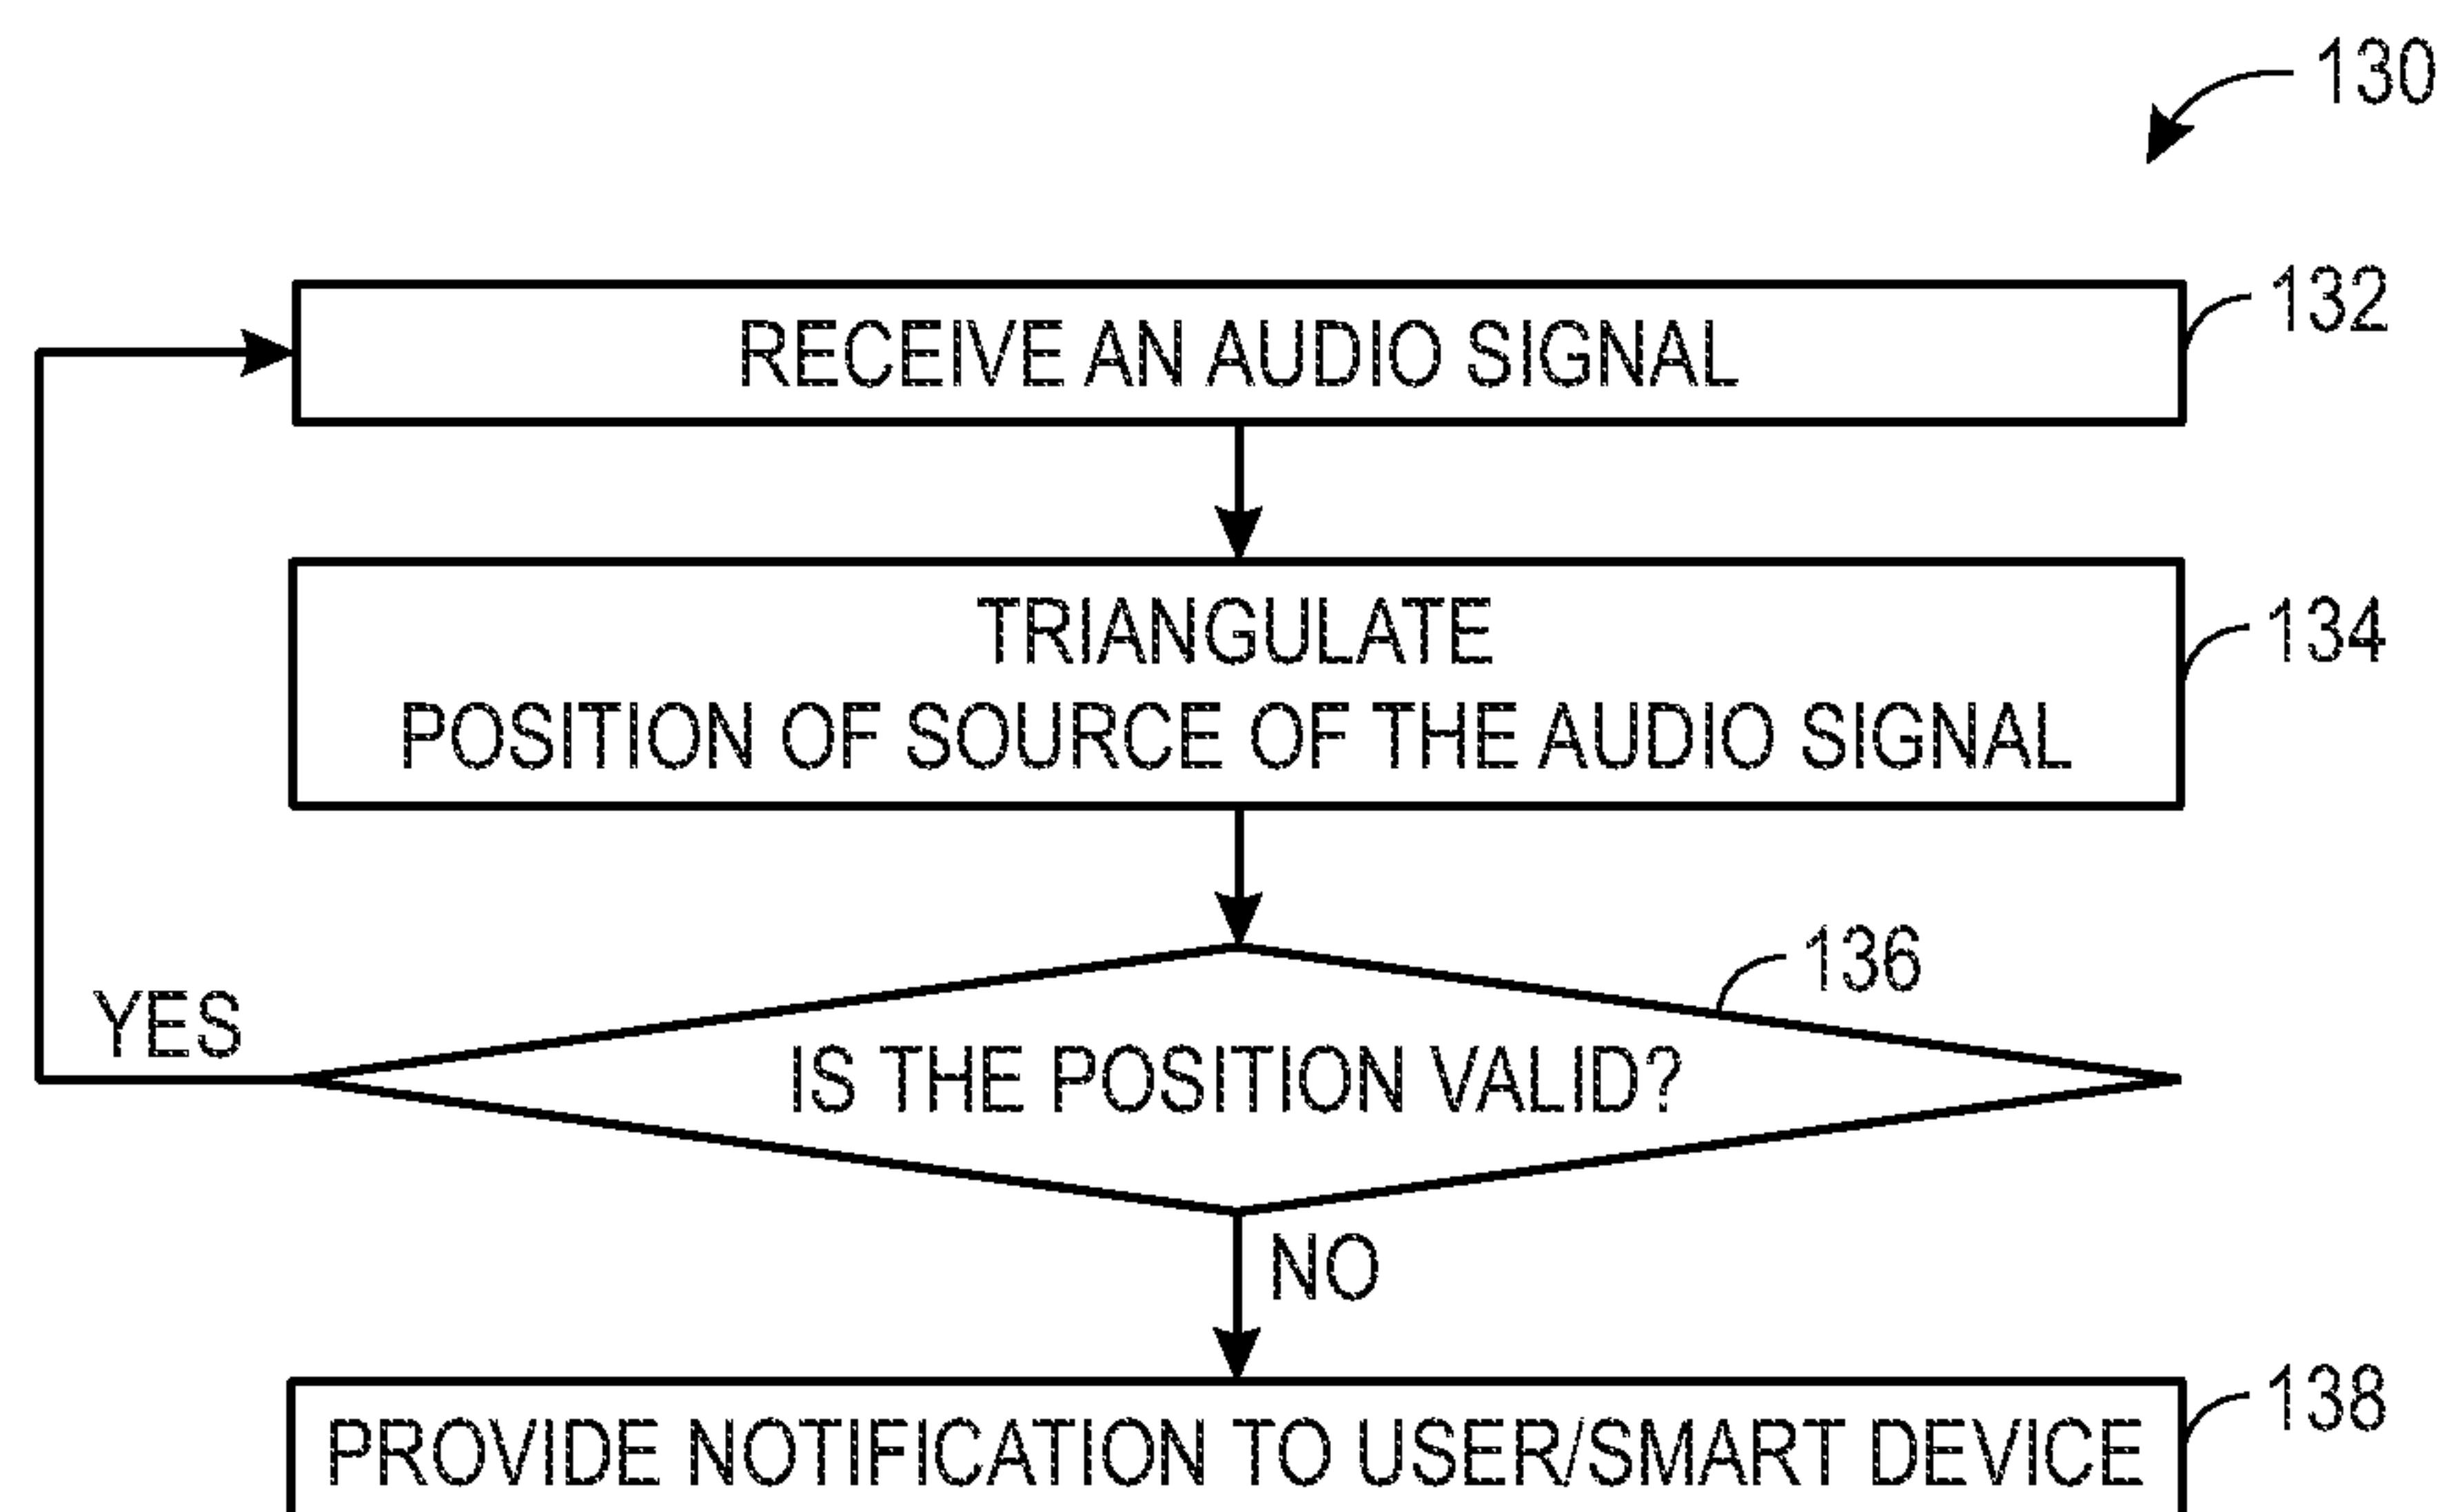 130
RECEIVE AN AUDIO SIGNAL
132
TRIANGULATE
POSITION OF SOURCE OF THE AUDIO SIGNAL
134
136
YES
IS THE POSITION VALID?
NO
PROVIDE NOTIFICATION TO USER/SMART DEVICE
138